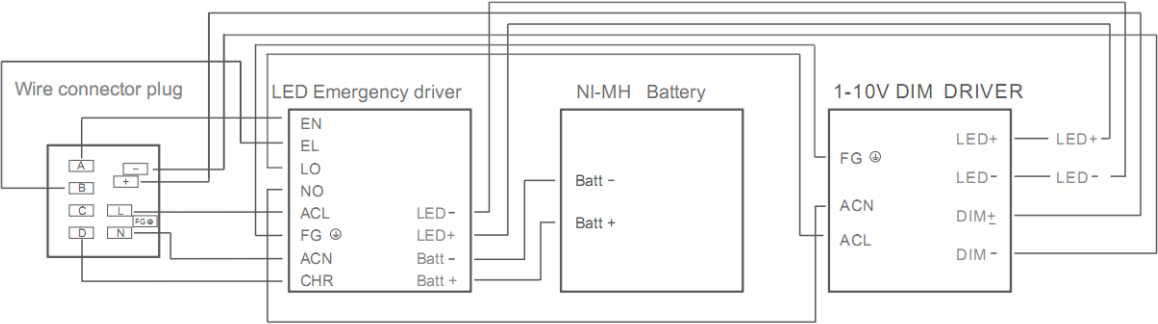 Wire connector plug
A
−
B
+
C
L
FG
D
N
LED Emergency driver
EN
EL
LO
NO
ACL
LED−
FG
LED+
ACN
Batt −
CHR
Batt +
NI-MH Battery
Batt −
Batt +
1-10V DIM DRIVER
LED+
FG
LED−
ACN
DIM±
ACL
DIM−
LED+
LED−